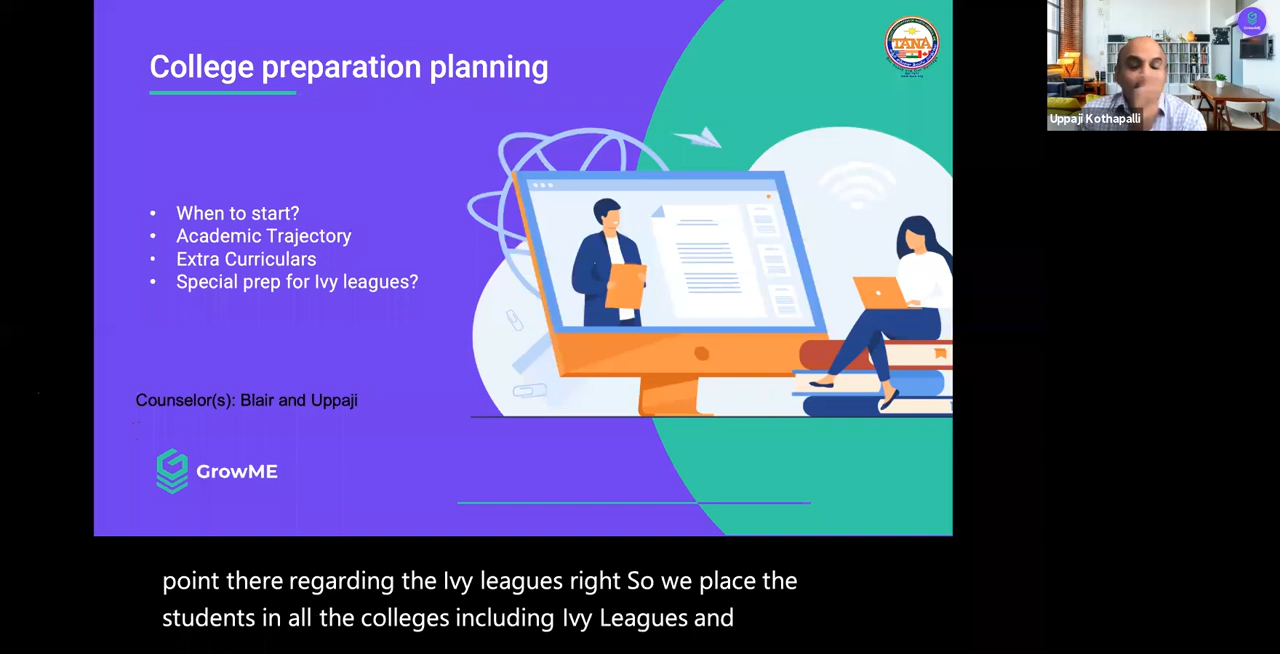 College preparation planning
TANA
GrowME
Uppaji Kothapalli
• When to start?
• Academic Trajectory
• Extra Curriculars
• Special prep for Ivy leagues?
Counselor(s): Blair and Uppaji
GrowME
point there regarding the Ivy leagues right So we place the
students in all the colleges including Ivy Leagues and